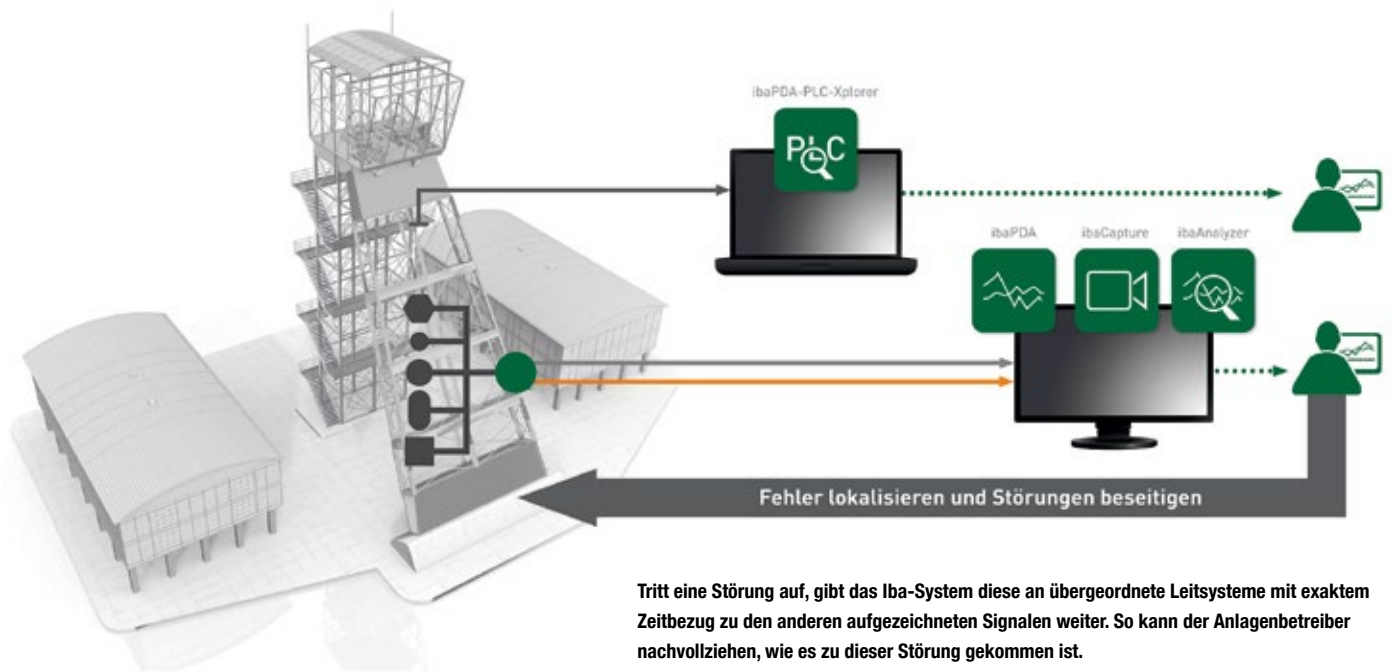 ibaPDA-PLC-Xplorer
PLC
ibaPDA
ibaCapture
ibaAnalyzer
Fehler lokalisieren und Störungen beseitigen
Tritt eine Störung auf, gibt das Iba-System diese an übergeordnete Leitsysteme mit exaktem
Zeitbezug zu den anderen aufgezeichneten Signalen weiter. So kann der Anlagenbetreiber
nachvollziehen, wie es zu dieser Störung gekommen ist.